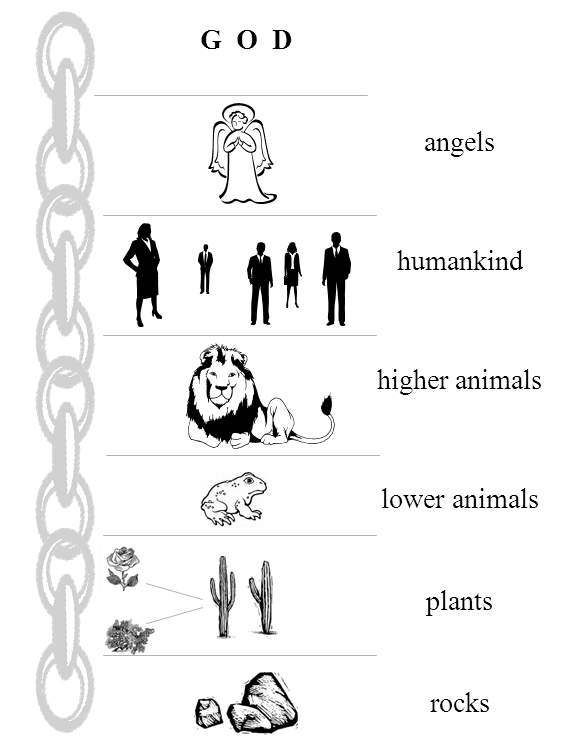 G O D
angels
humankind
higher animals
lower animals
plants
rocks